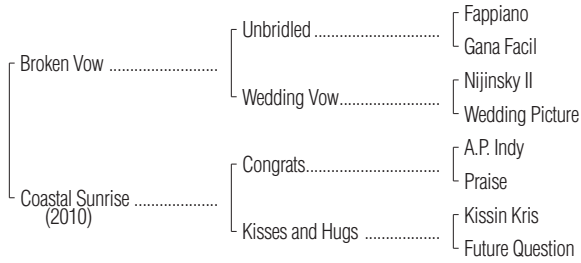 Fappiano
Unbridled ........................
Gana Facil
Broken Vow .....................
Nijinsky II
Wedding Vow...................
Wedding Picture
A.P. Indy
Congrats...........................
Praise
Coastal Sunrise ................
(2010)
Kissin Kris
Kisses and Hugs ..............
Future Question